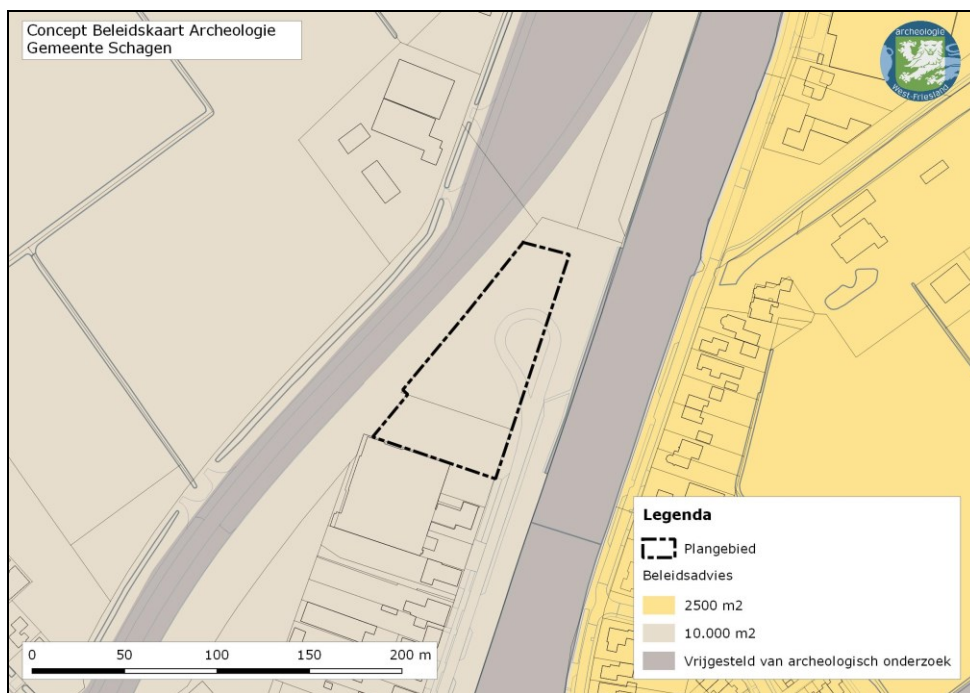 Concept Beleidskaart Archeologie
Gemeente Schagen
archeologie
West-Friesland
Legenda
Plangebied
Beleidsadvies
2500 m2
10.000 m2
Vrijgesteld van archeologisch onderzoek
0 50 100 150 200 m